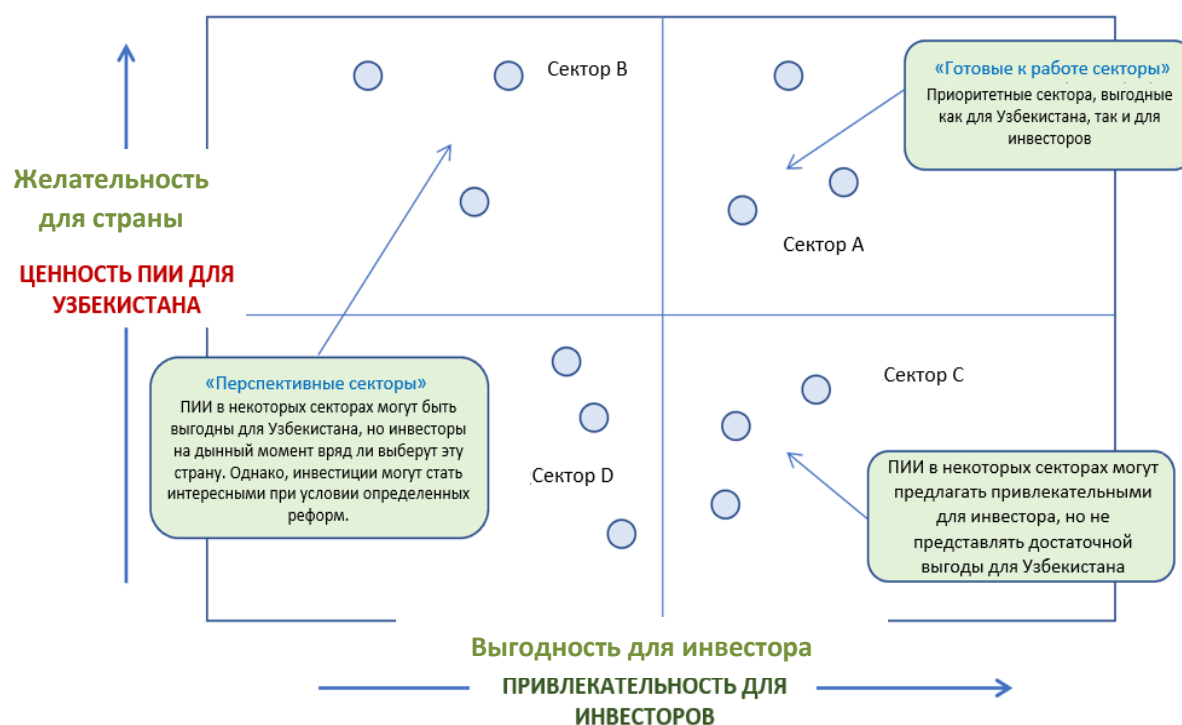 Сектор B
«Готовые к работе секторы»
Приоритетные сектора, выгодные
как для Узбекистана, так и для
инвесторов
Желательность
для страны
ЦЕННОСТЬ ПИИ ДЛЯ
УЗБЕКИСТАНА
Сектор A
«Перспективные секторы»
ПИИ в некоторых секторах могут быть
выгодны для Узбекистана, но инвесторы
на дынный момент вряд ли выберут эту
страну. Однако, инвестиции могут стать
интересными при условии определенных
реформ.
Сектор C
Сектор D
ПИИ в некоторых секторах могут
предлагать привлекательными
для инвестора, но не
представлять достаточной
выгоды для Узбекистана
Выгодность для инвестора
ПРИВЛЕКАТЕЛЬНОСТЬ ДЛЯ
ИНВЕСТОРОВ